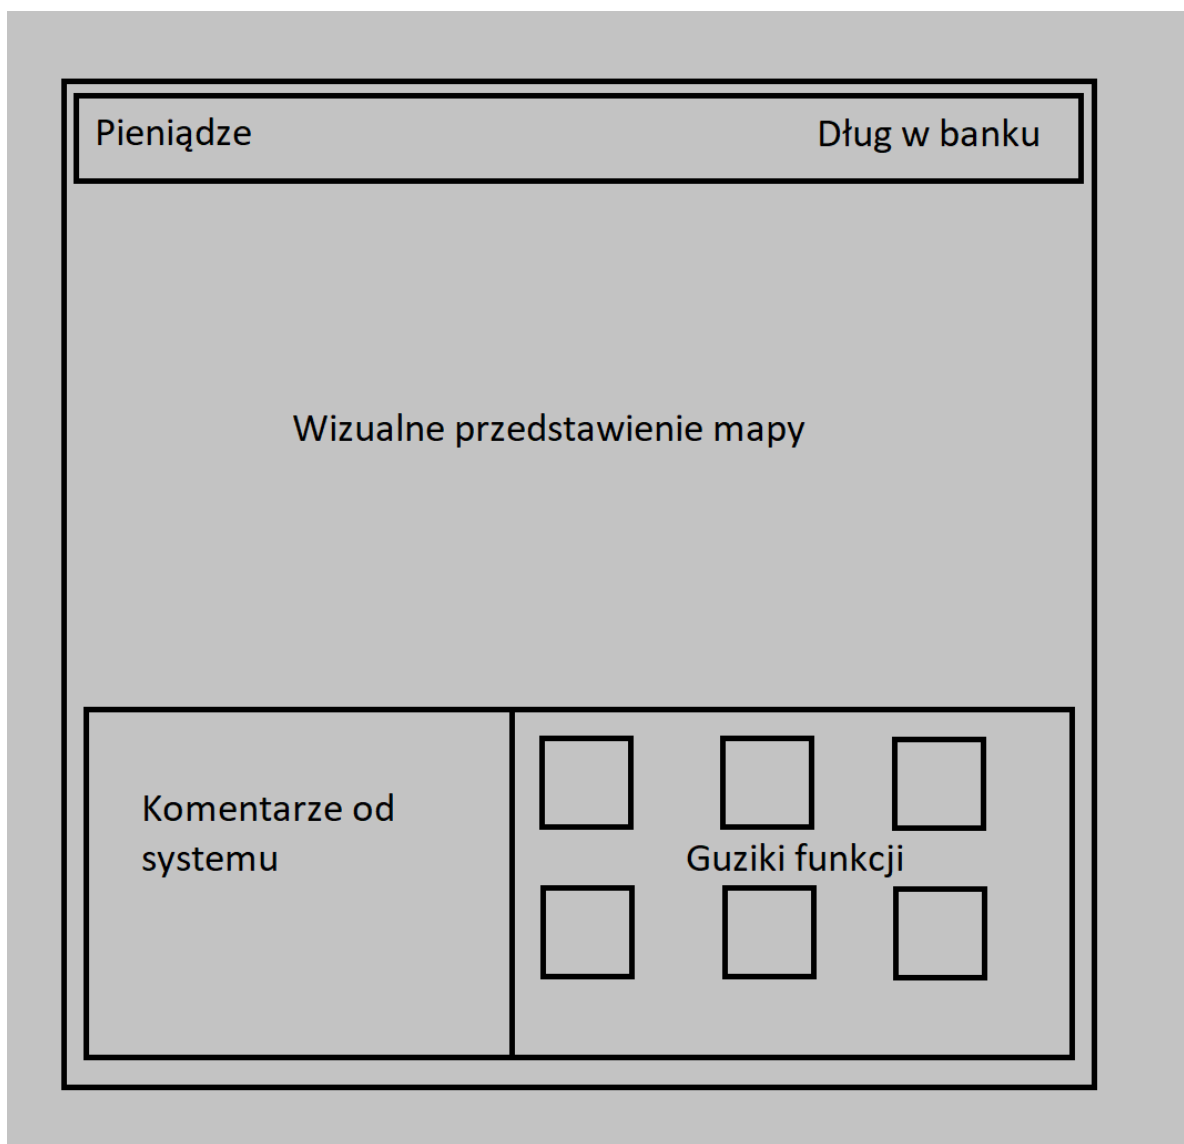 Pieniądze
Dług w banku
Wizualne przedstawienie mapy
Komentarze od
systemu
Guziki funkcji